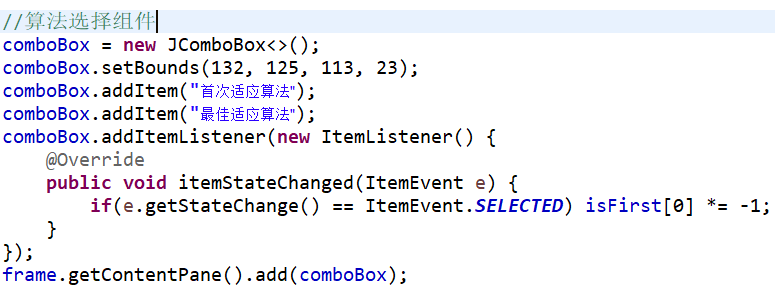 //算法选择组件
comboBox = new JComboBox<>();
comboBox.setBounds(132, 125, 113, 23);
comboBox.addItem("首次适应算法");
comboBox.addItem("最佳适应算法");
comboBox.addItemListener(new ItemListener() {
    @Override
    public void itemStateChanged(ItemEvent e) {
        if(e.getStateChange() == ItemEvent.SELECTED) isFirst[0] *= -1;
    }
});
frame.getContentPane().add(comboBox);